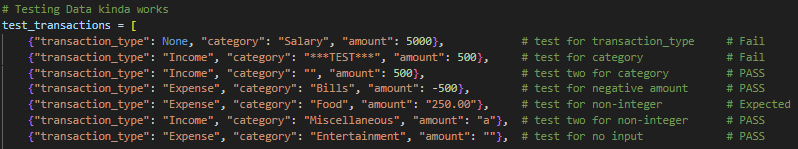 # Testing Data kinda works
test_transactions = [
    {"transaction_type": None, "category": "Salary", "amount": 5000},            # test for transaction_type     # Fail
    {"transaction_type": "Income", "category": "***TEST***", "amount": 500},     # test for category             # Fail
    {"transaction_type": "Income", "category": "", "amount": 500},               # test two for category         # PASS
    {"transaction_type": "Expense", "category": "Bills", "amount": -500},        # test for negative amount      # PASS
    {"transaction_type": "Expense", "category": "Food", "amount": "250.00"},     # test for non-integer          # Expected
    {"transaction_type": "Income", "category": "Miscellaneous", "amount": "a"},  # test two for non-integer      # PASS
    {"transaction_type": "Expense", "category": "Entertainment", "amount": ""},  # test for no input             # PASS